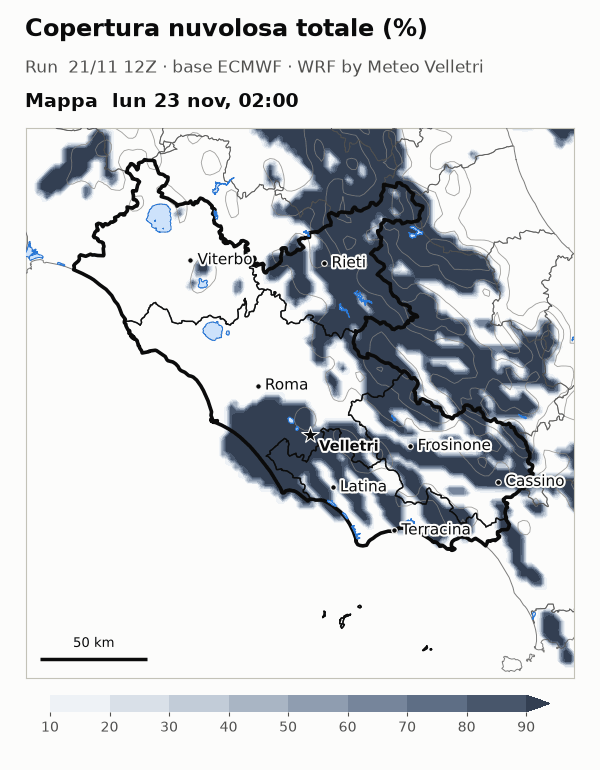 Copertura nuvolosa totale (%)
Run  21/11 12Z · base ECMWF · WRF by Meteo Velletri
Mappa  lun 23 nov, 02:00
Viterbo
Rieti
Roma
Velletri
Frosinone
Cassino
Latina
Terracina
50 km
10 20 30 40 50 60 70 80 90